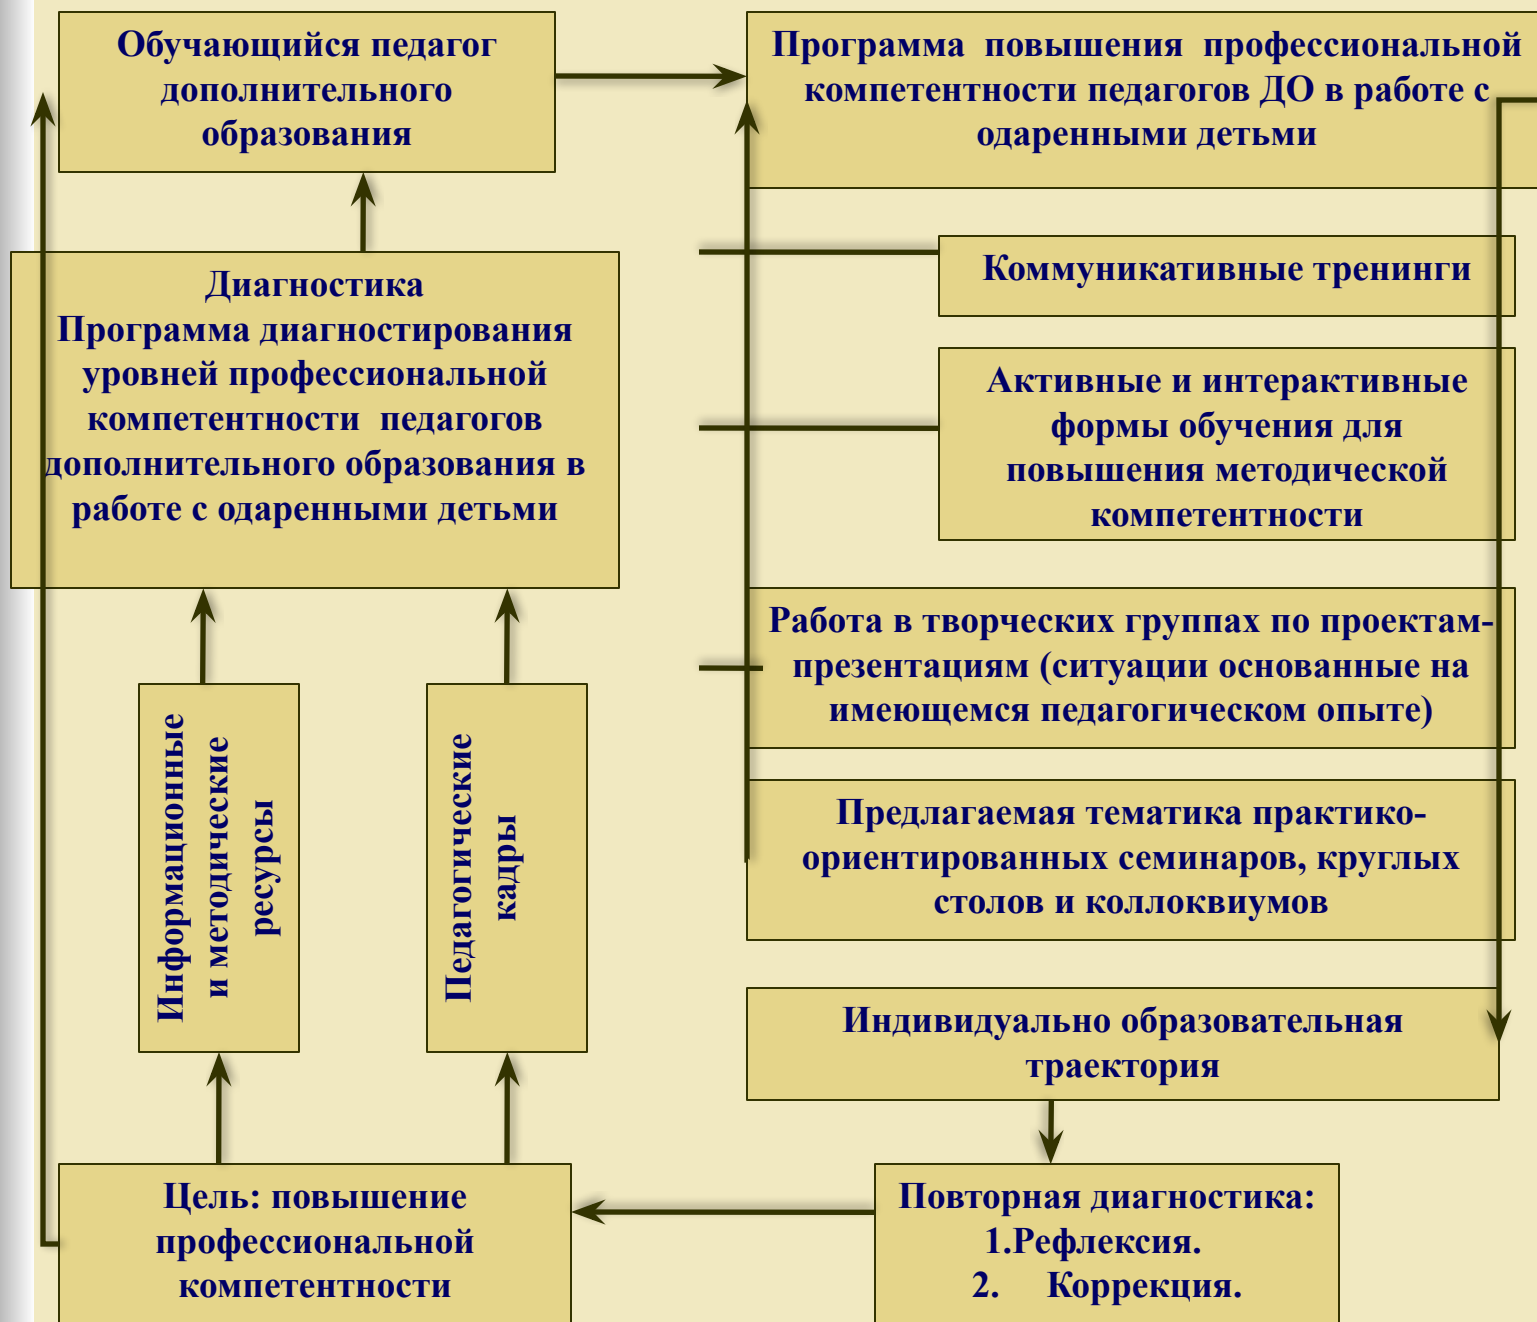 Обучающийся педагог
дополнительного
образования
Программа повышения профессиональной
компетентности педагогов ДО в работе с
одаренными детьми
Диагностика
Программа диагностирования
уровней профессиональной
компетентности педагогов
дополнительного образования в
работе с одаренными детьми
Коммуникативные тренинги
Активные и интерактивные
формы обучения для
повышения методической
компетентности
Работа в творческих группах по проектам-
презентациям (ситуации основанные на
имеющемся педагогическом опыте)
Предлагаемая тематика практико-
ориентированных семинаров, круглых
столов и коллоквиумов
Информационные
и методические
ресурсы
Педагогические
кадры
Индивидуально образовательная
траектория
Цель: повышение
профессиональной
компетентности
Повторная диагностика:
1.Рефлексия.
2. Коррекция.